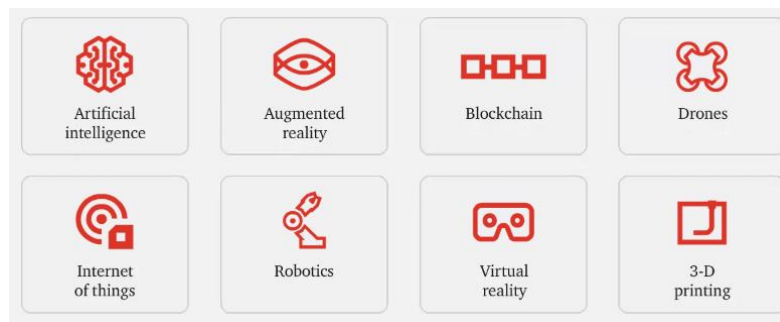 Artificial
intelligence
Augmented
reality
Blockchain
Drones
Internet
of things
Robotics
Virtual
reality
3-D
printing